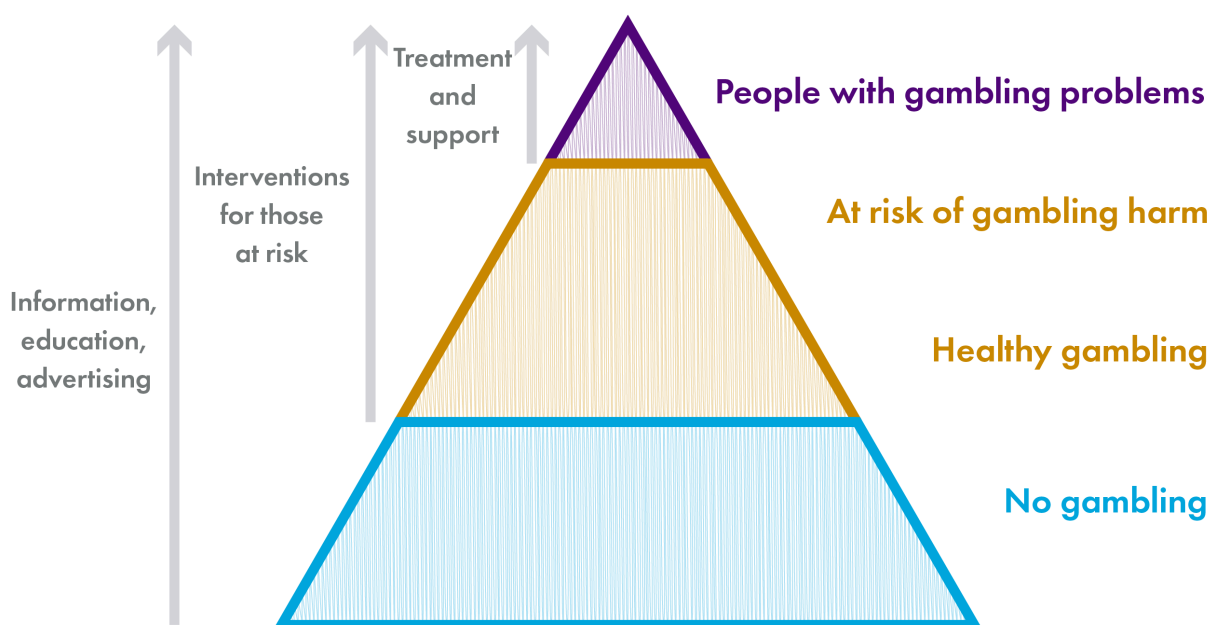 Treatment
and
support
People with gambling problems
Interventions
for those
at risk
At risk of gambling harm
Information,
education,
advertising
Healthy gambling
No gambling